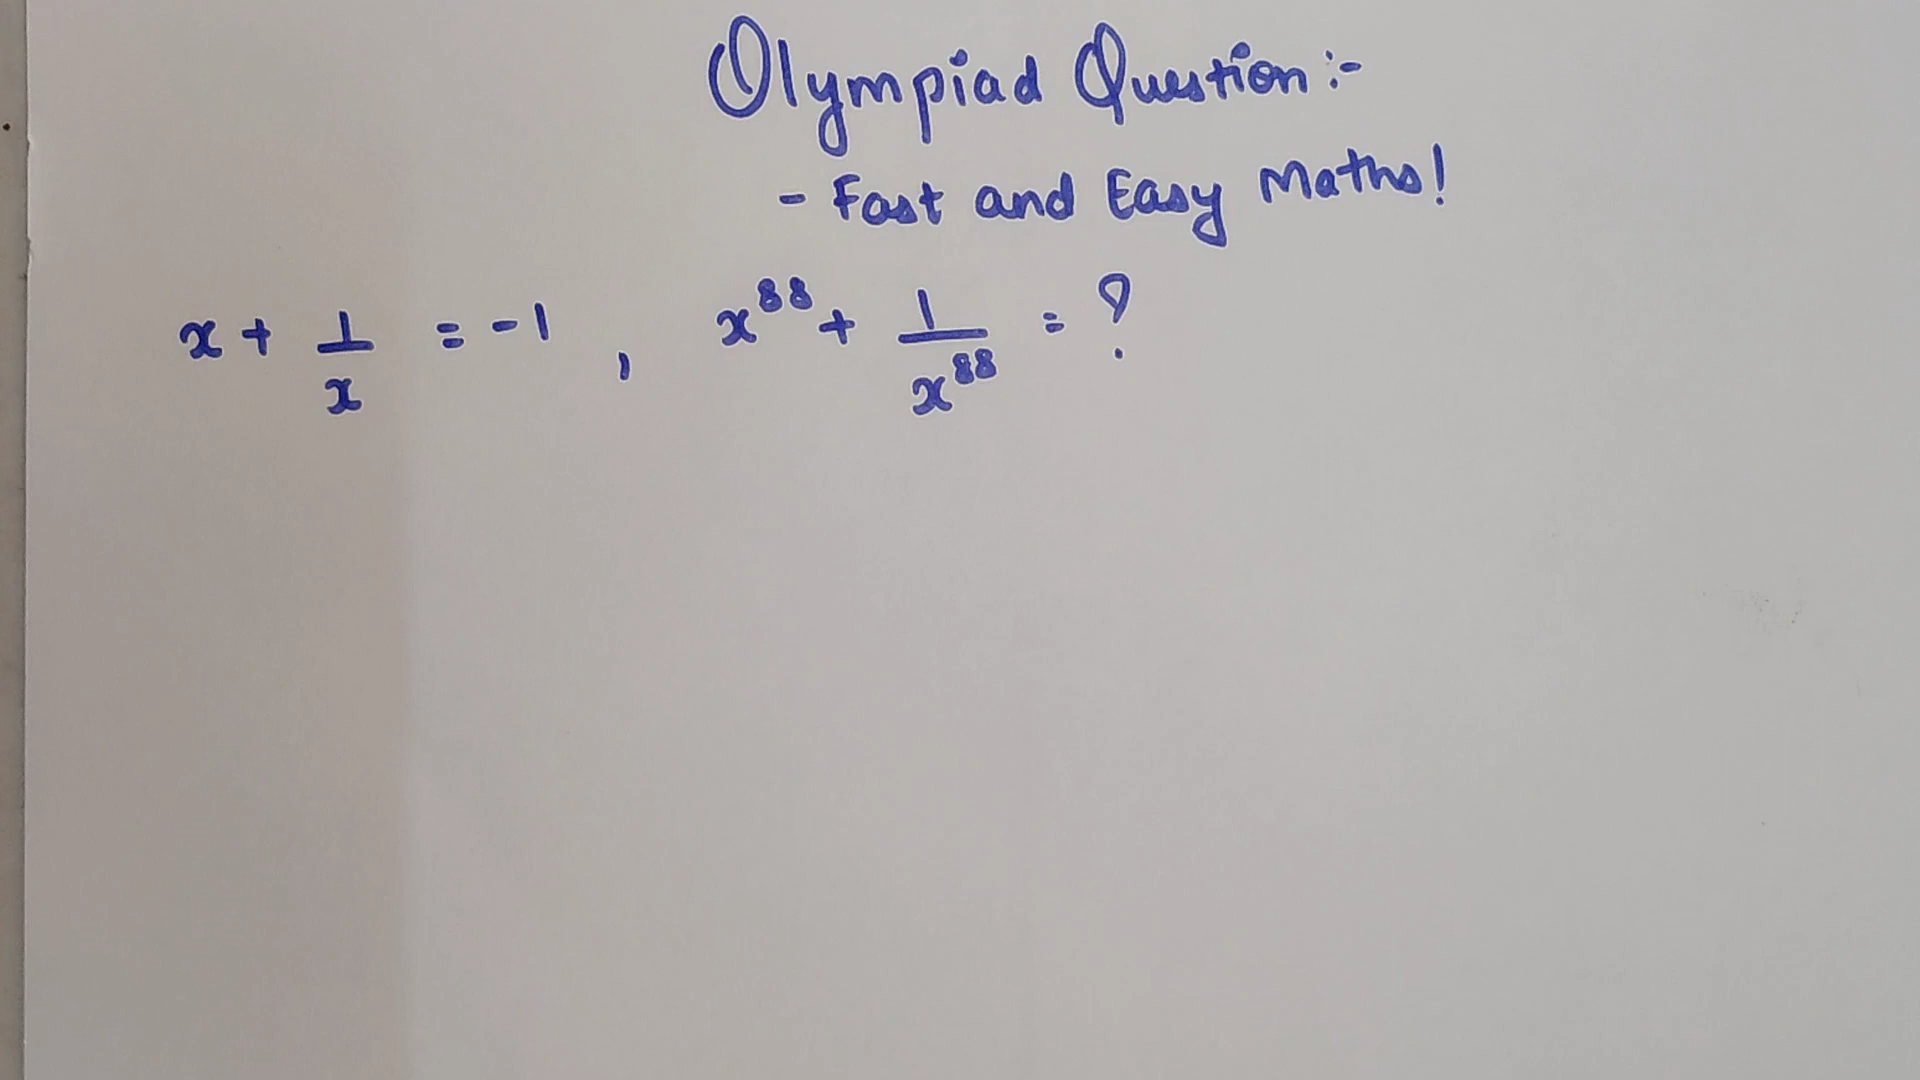 Olympiad Question :-
- Fast and Easy Maths!
x + 1/x = -1 , x^88 + 1/x^88 = ?